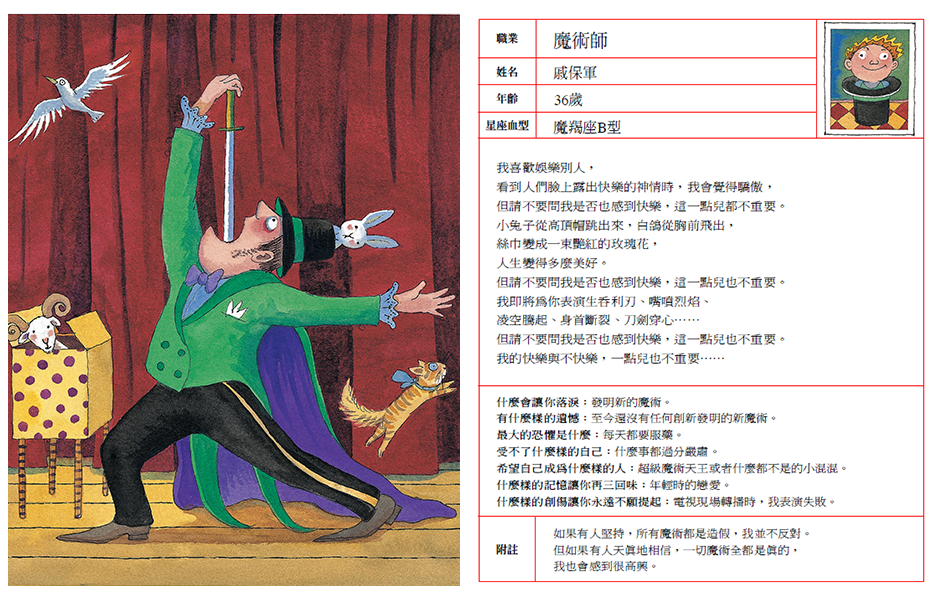 職業 魔術師
姓名 戚保軍
年齡 36歲
星座血型 魔羯座B型
我喜歡娛樂別人，
看到人們臉上露出快樂的神情時，我會覺得驕傲，
但請不要問我是否也感到快樂，這一點兒都不重要。
小兔子從高頂帽跳出來，白鴿從胸前飛出，
絲巾變成一束艷紅的玫瑰花，
人生變得多麼美好。
但請不要問我是否也感到快樂，這一點兒也不重要。
我即將為你表演生吞利刃、嘴噴烈焰、
凌空騰起、身首斷裂、刀劍穿心……
但請不要問我是否也感到快樂，這一點兒也不重要。
我的快樂與不快樂，一點兒也不重要……
什麼會讓你落淚：發明新的魔術。
有什麼樣的遺憾：至今還沒有任何創新發明的新魔術。
最大的恐懼是什麼：每天都要服藥。
受不了什麼樣的自己：什麼事都過分嚴肅。
希望自己成為什麼樣的人：超級魔術天王或者什麼都不是的小混混。
什麼樣的記憶讓你再三回味：年輕時的戀愛。
什麼樣的創傷讓你永遠不願提起：電視現場轉播時，我表演失敗。
附註
如果有人堅持，所有魔術都是造假，我並不反對。
但如果有人天真地相信，一切魔術全都是真的，
我也會感到很高興。